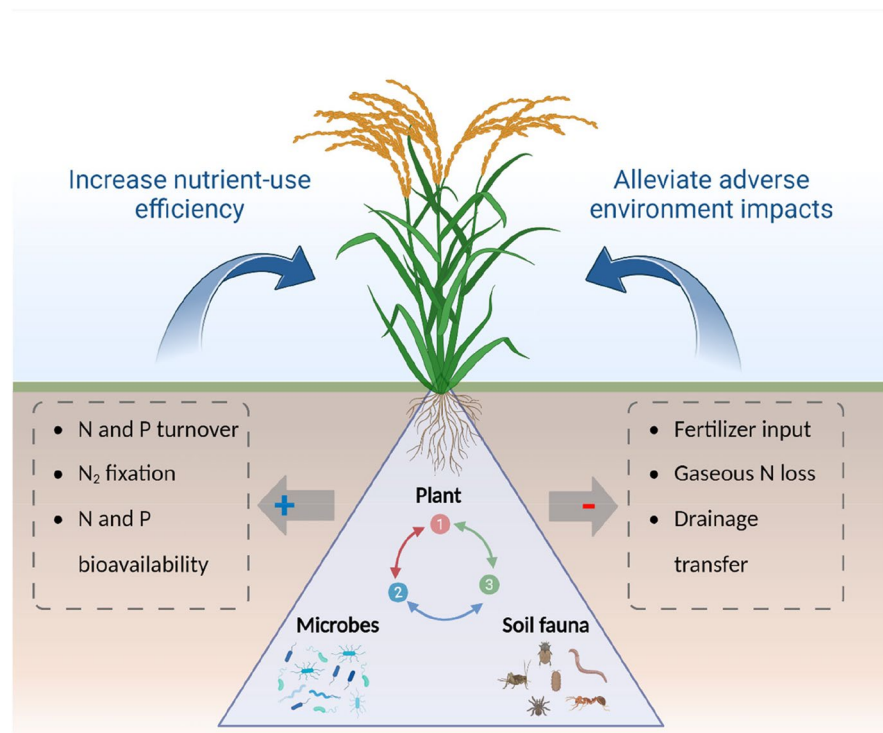 Increase nutrient-use
efficiency
Alleviate adverse
environment impacts
• N and P turnover
• N₂ fixation
• N and P
bioavailability
+
Plant
1
2
3
Microbes
Soil fauna
-
• Fertilizer input
• Gaseous N loss
• Drainage
transfer